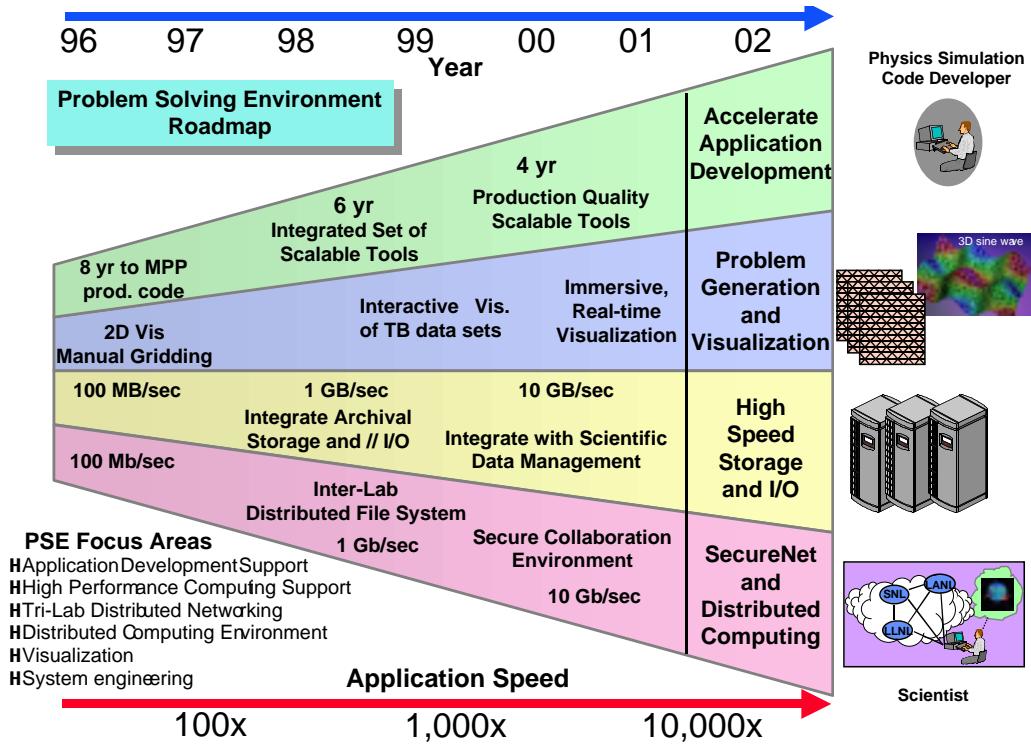 96 97 98 99 00 01 02
Year
Problem Solving Environment
Roadmap
Physics Simulation
Code Developer
8 yr to MPP
prod. code
6 yr
Integrated Set of
Scalable Tools
4 yr
Production Quality
Scalable Tools
Accelerate
Application
Development
2D Vis
Manual Gridding
Interactive Vis.
of TB data sets
Immersive,
Real-time
Visualization
Problem
Generation
and
Visualization
3D sine wave
100 MB/sec
1 GB/sec
Integrate Archival
Storage and // I/O
10 GB/sec
Integrate with Scientific
Data Management
High
Speed
Storage
and I/O
100 Mb/sec
Inter-Lab
Distributed File System
1 Gb/sec
Secure Collaboration
Environment
10 Gb/sec
SecureNet
and
Distributed
Computing
SNL
LANL
LLNL
Scientist
PSE Focus Areas
HApplication Development Support
HHigh Performance Computing Support
HTri-Lab Distributed Networking
HDistributed Computing Environment
HVisualization
HSystem engineering
Application Speed
100x 1,000x 10,000x